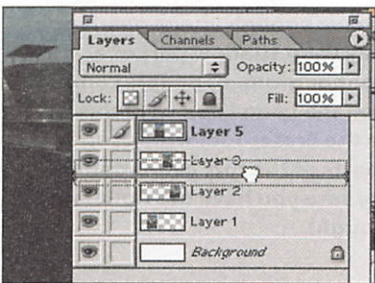 Layers Channels Paths
Normal Opacity: 100%
Lock: Fill: 100%
Layer 5
Layer
Layer 2
Layer 1
Background